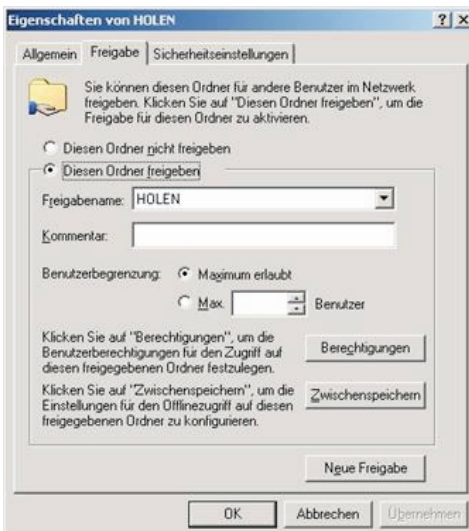 Eigenschaften von HOLEN
Allgemein Freigabe Sicherheitseinstellungen
Sie können diesen Ordner für andere Benutzer im Netzwerk
freigeben. Klicken Sie auf "Diesen Ordner freigeben", um die
Freigabe für diesen Ordner zu aktivieren.
Diesen Ordner nicht freigeben
Diesen Ordner freigeben
Freigabename: HOLEN
Kommentar:
Benutzerbegrenzung: Maximum erlaubt
Max. Benutzer
Klicken Sie auf "Berechtigungen", um die
Benutzerberechtigungen für den Zugriff auf
diesen freigegebenen Ordner festzulegen.
Berechtigungen
Klicken Sie auf "Zwischenspeichern", um die
Einstellungen für den Offlinezugriff auf diesen
freigegebenen Ordner zu konfigurieren.
Zwischenspeichern
Neue Freigabe
OK Abbrechen Übernehmen